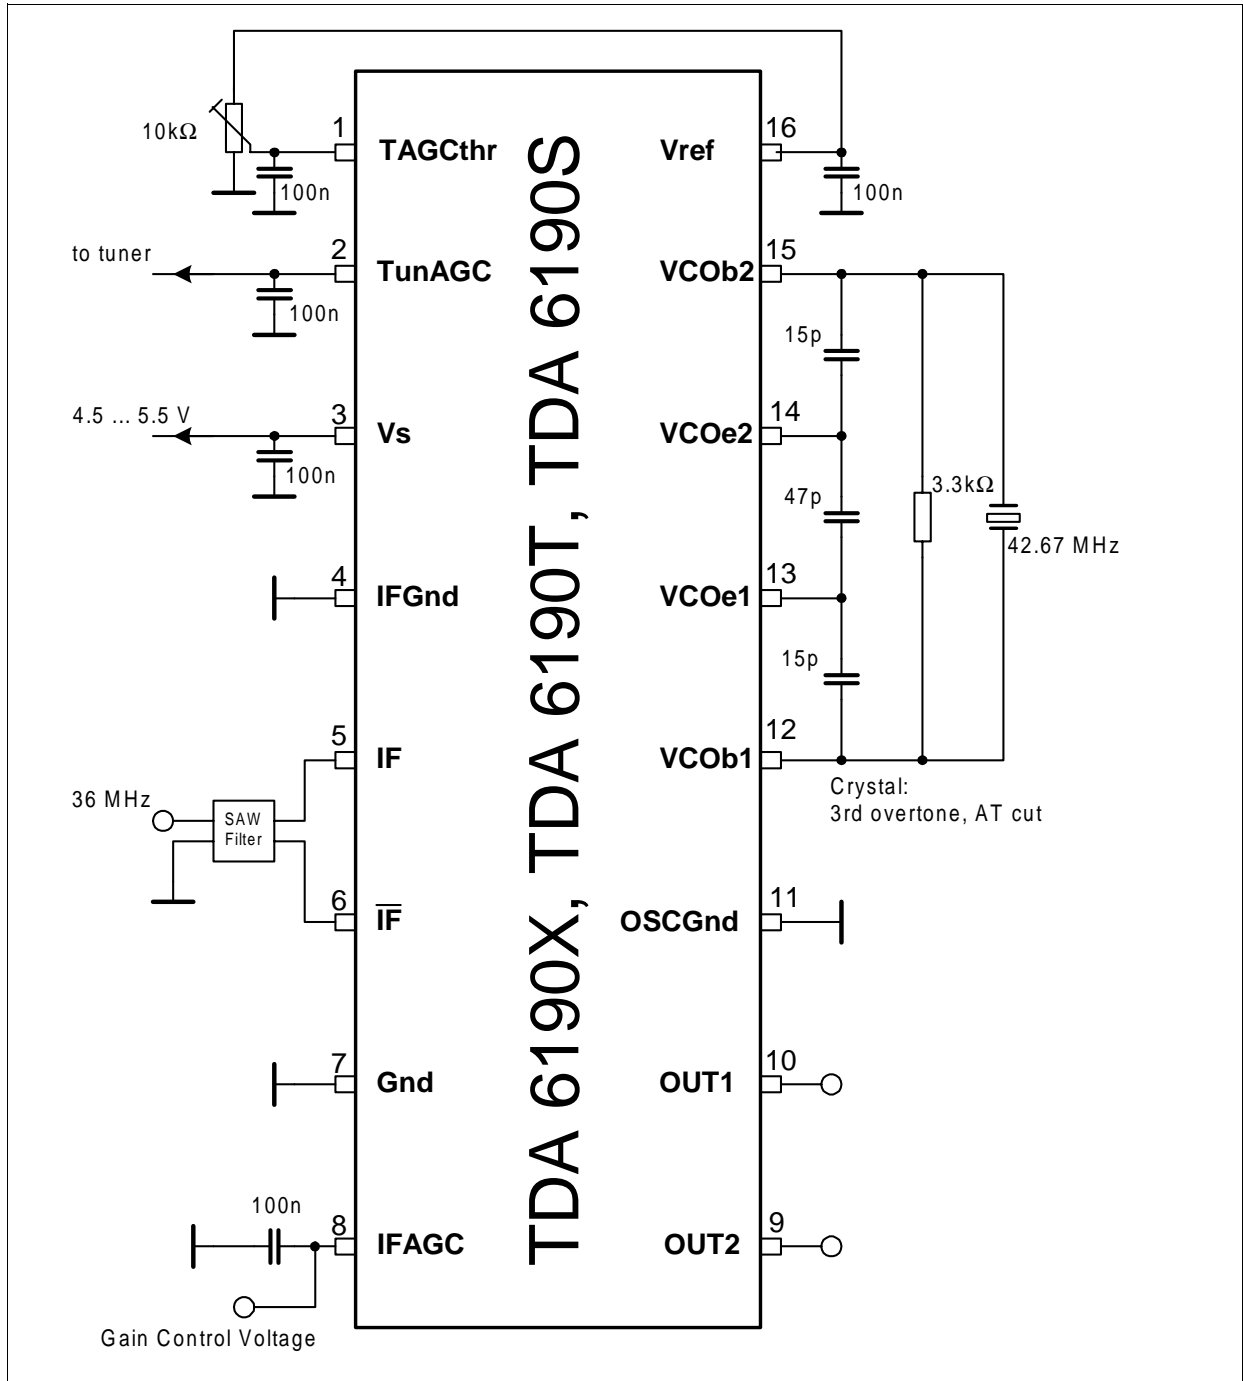 10kΩ
1
TAGCthr
100n
16
Vref
100n
to tuner
2
TunAGC
100n
15
VCOb2
15p
4.5 ... 5.5 V
3
Vs
100n
14
VCOe2
47p
3.3kΩ
42.67 MHz
4
IFGnd
13
VCOe1
15p
5
IF
12
VCOb1
Crystal:
3rd overtone, AT cut
36 MHz
SAW
Filter
6
IF
11
OSCGnd
7
Gnd
10
OUT1
100n
8
IFAGC
9
OUT2
Gain Control Voltage
TDA 6190X, TDA 6190T, TDA 6190S